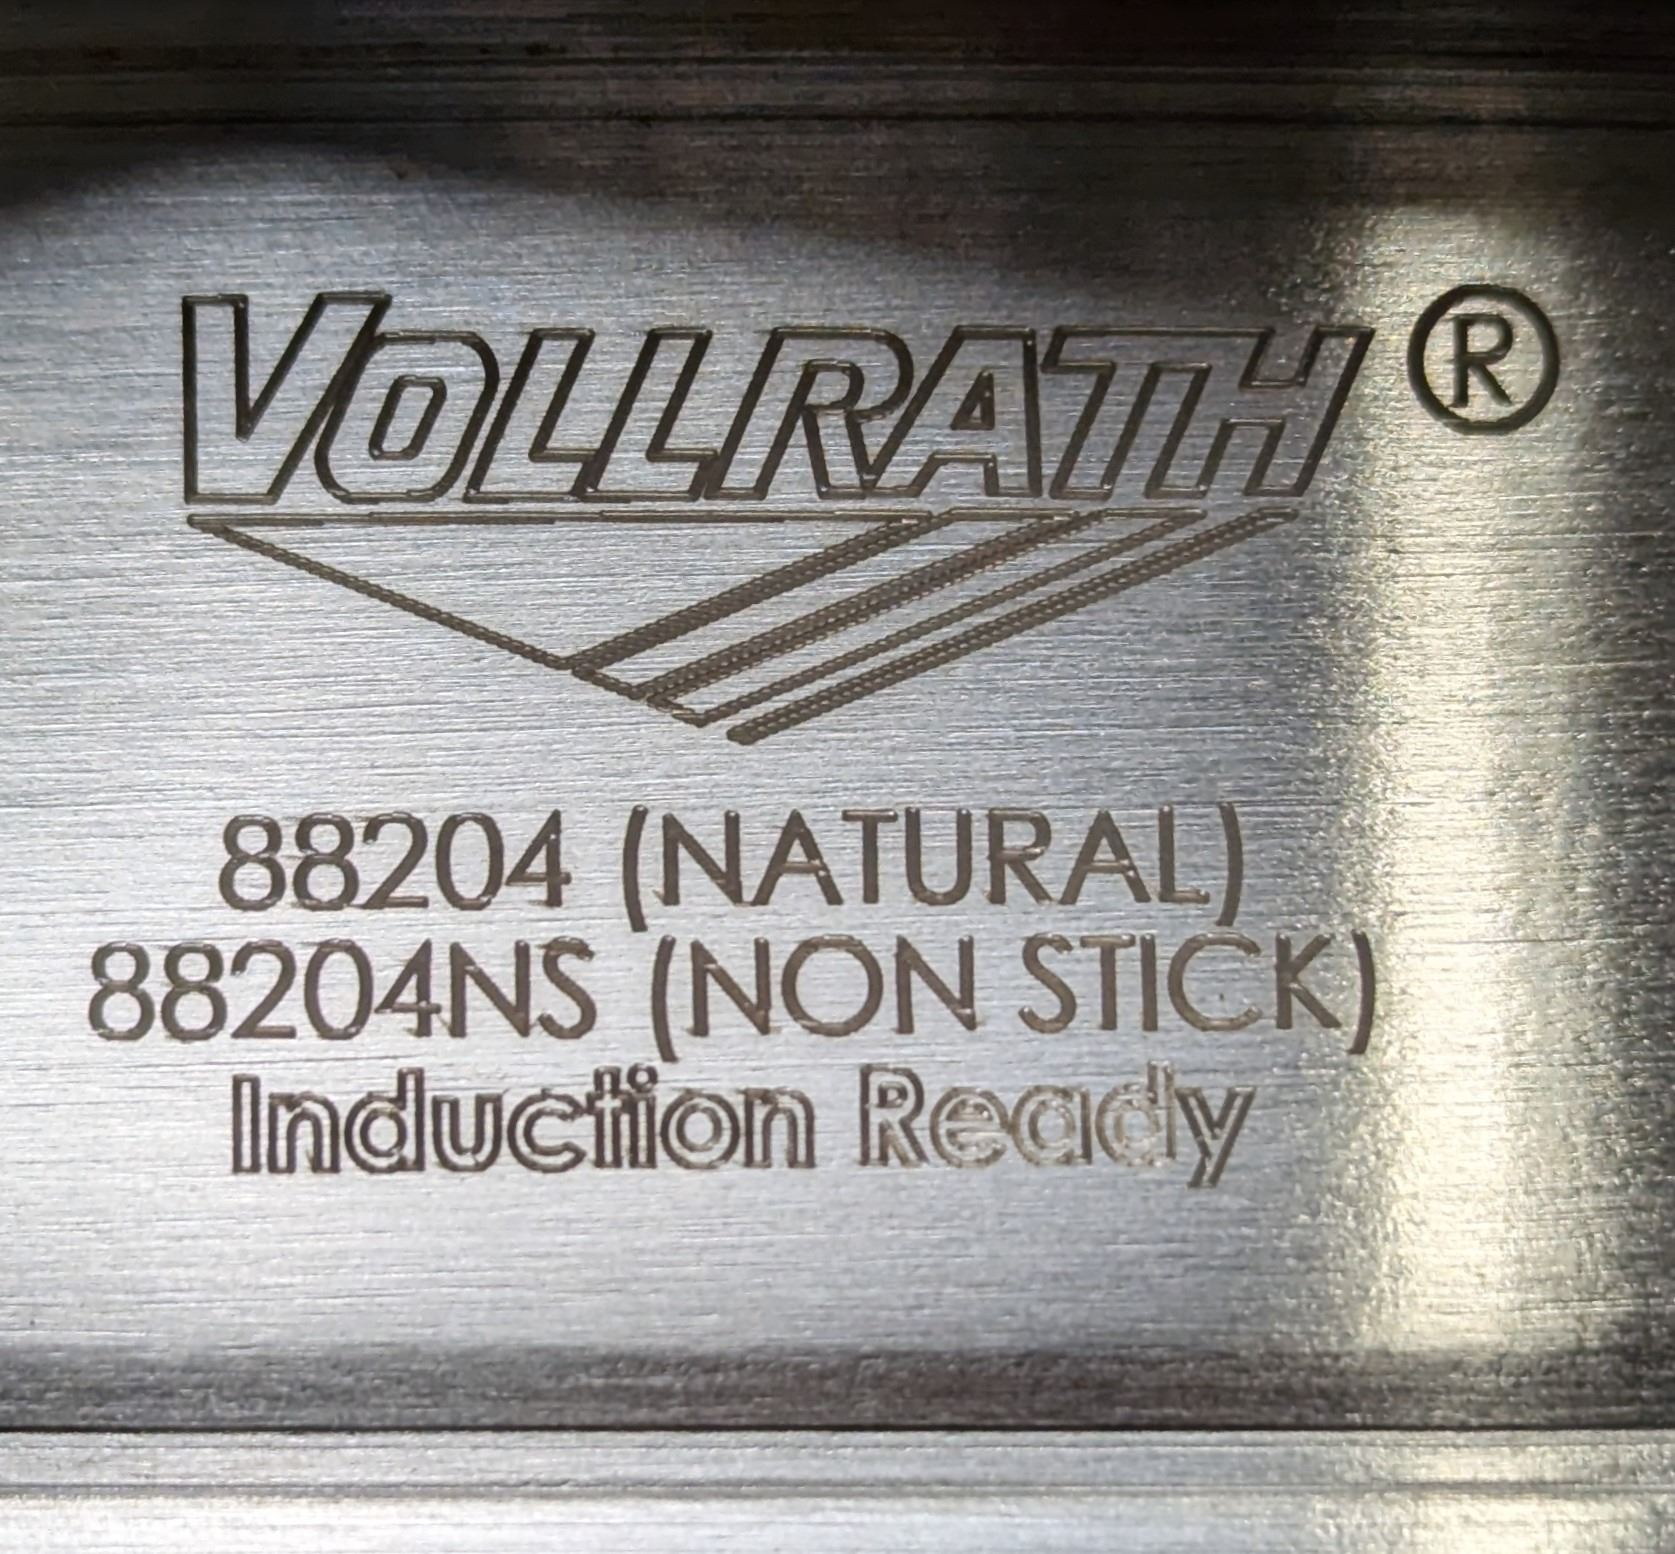 VOLLRATH®
88204 (NATURAL)
88204NS (NON STICK)
Induction Ready